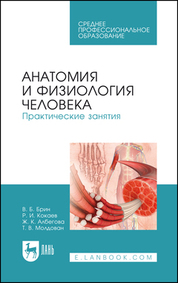 СРЕДНЕЕ
ПРОФЕССИОНАЛЬНОЕ
ОБРАЗОВАНИЕ
АНАТОМИЯ
И ФИЗИОЛОГИЯ
ЧЕЛОВЕКА
Практические занятия
В. Б. Брин
Р. И. Кокаев
Ж. К. Албегова
Т. В. Молдован
ЛАНЬ
E.LANBOOK.COM